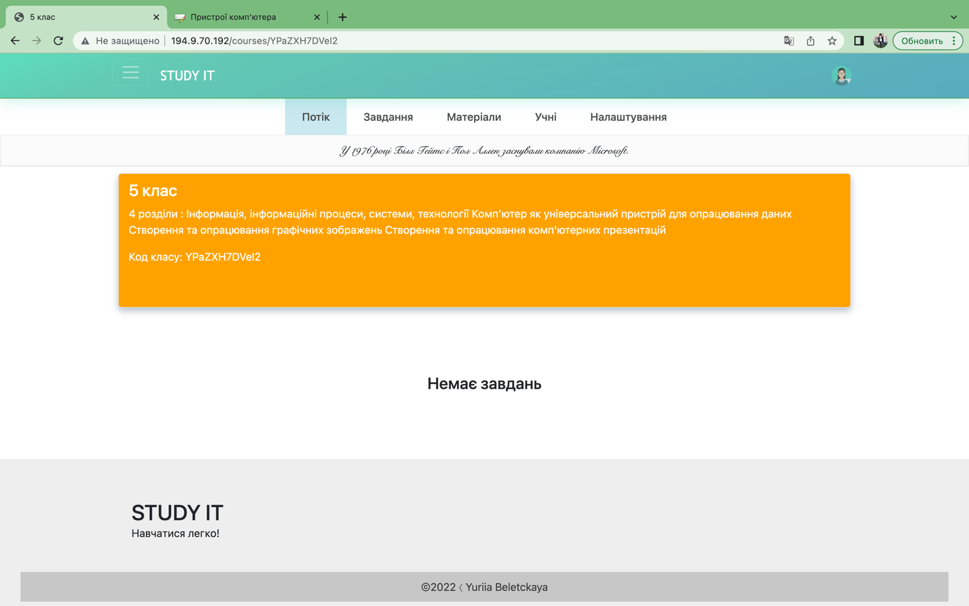 5 клас
Пристрої комп'ютера
Не защищено
194.9.70.192/courses/YPaZXH7DVeI2
Обновить
STUDY IT
Потік Завдання Матеріали Учні Налаштування
У 1976 році Білл Гейтс і Пол Аллен заснували компанію Microsoft.
5 клас
4 розділи : Інформація, інформаційні процеси, системи, технології Комп'ютер як універсальний пристрій для опрацювання даних
Створення та опрацювання графічних зображень Створення та опрацювання комп'ютерних презентацій
Код класу: YPaZXH7DVeI2
Немає завдань
STUDY IT
Навчатися легко!
©2022 ⟨ Yuriia Beletckaya